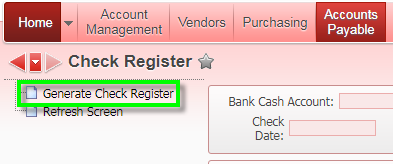 Home
Account Management
Vendors
Purchasing
Accounts Payable
Check Register
Generate Check Register
Refresh Screen
Bank Cash Account:
Check Date: